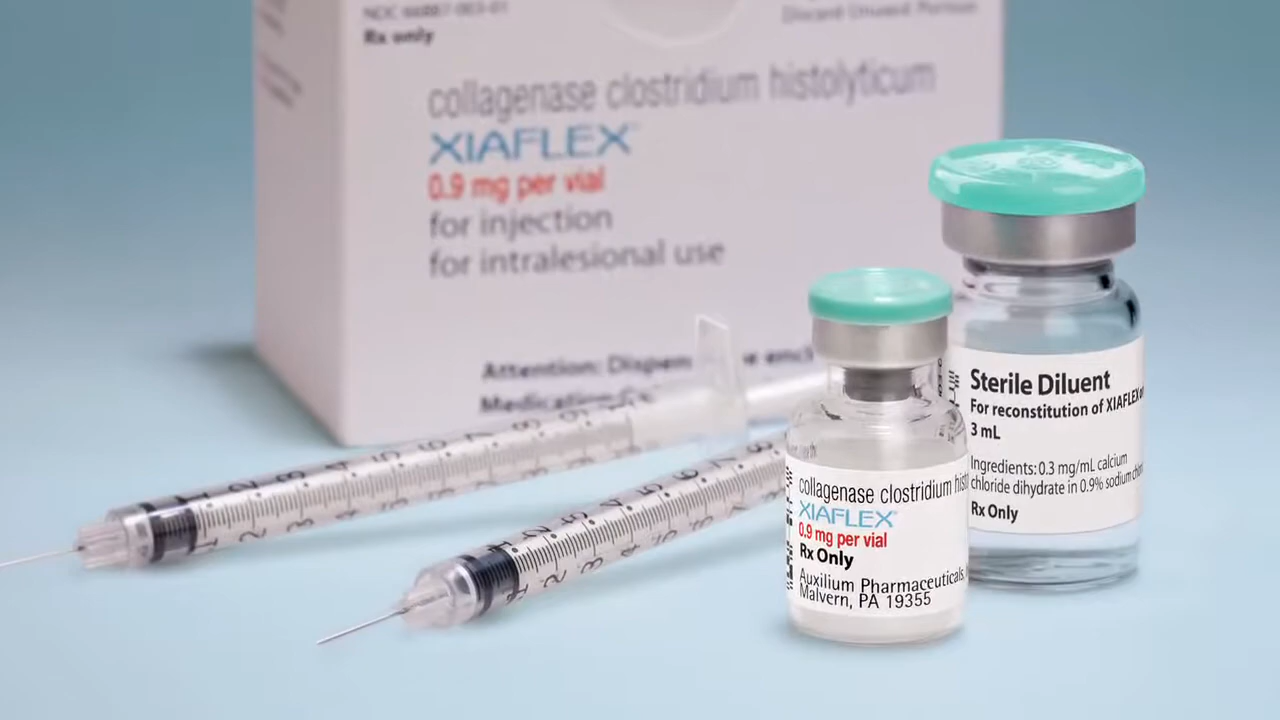 Rx only
collagenase clostridium histolyticum
XIAFLEX™
0.9 mg per vial
for injection
for intralesional use
Attention:
Sterile Diluent
For reconstitution of XIAFLEX
3 mL
Ingredients: 0.3 mg/mL calcium
chloride dihydrate in 0.9% sodium
Rx Only
collagenase clostridium
XIAFLEX
0.9 mg per vial
Rx Only
Auxilium Pharmaceuticals,
Malvern, PA 19355